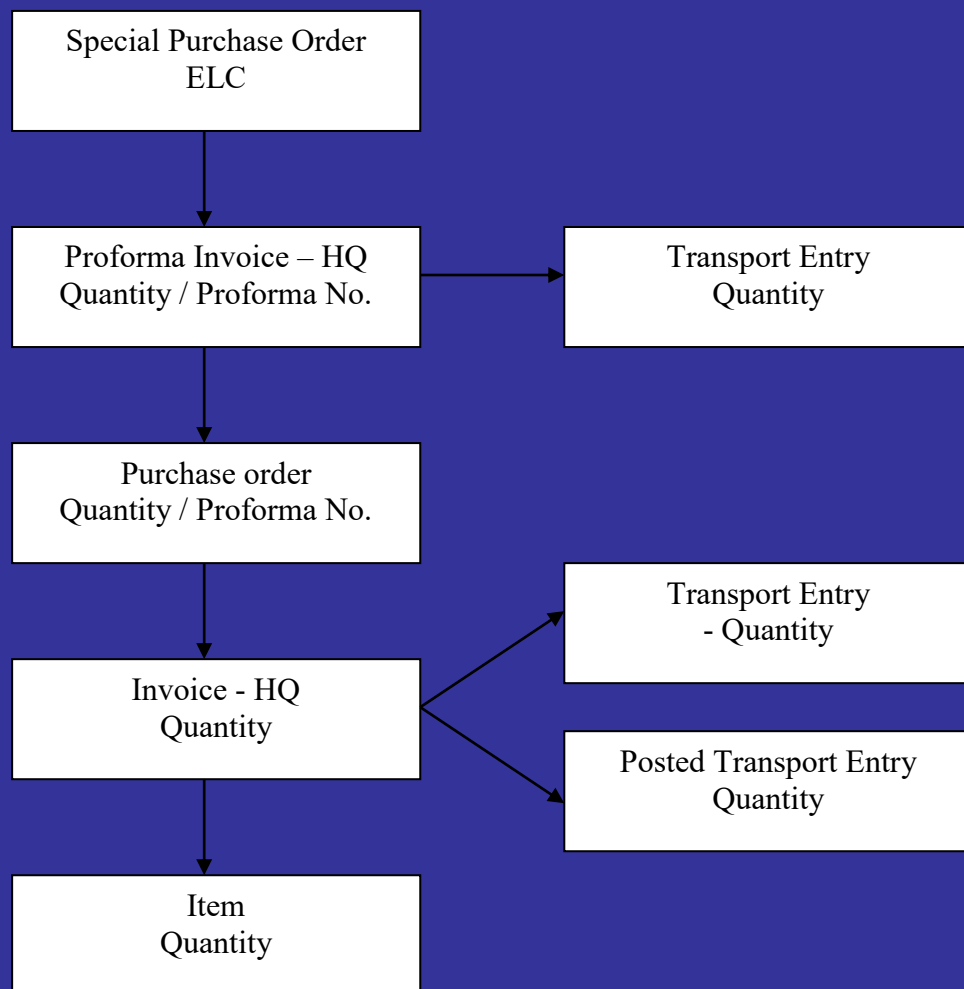 Special Purchase Order
ELC
Proforma Invoice – HQ
Quantity / Proforma No.
Transport Entry
Quantity
Purchase order
Quantity / Proforma No.
Transport Entry
- Quantity
Invoice - HQ
Quantity
Posted Transport Entry
Quantity
Item
Quantity